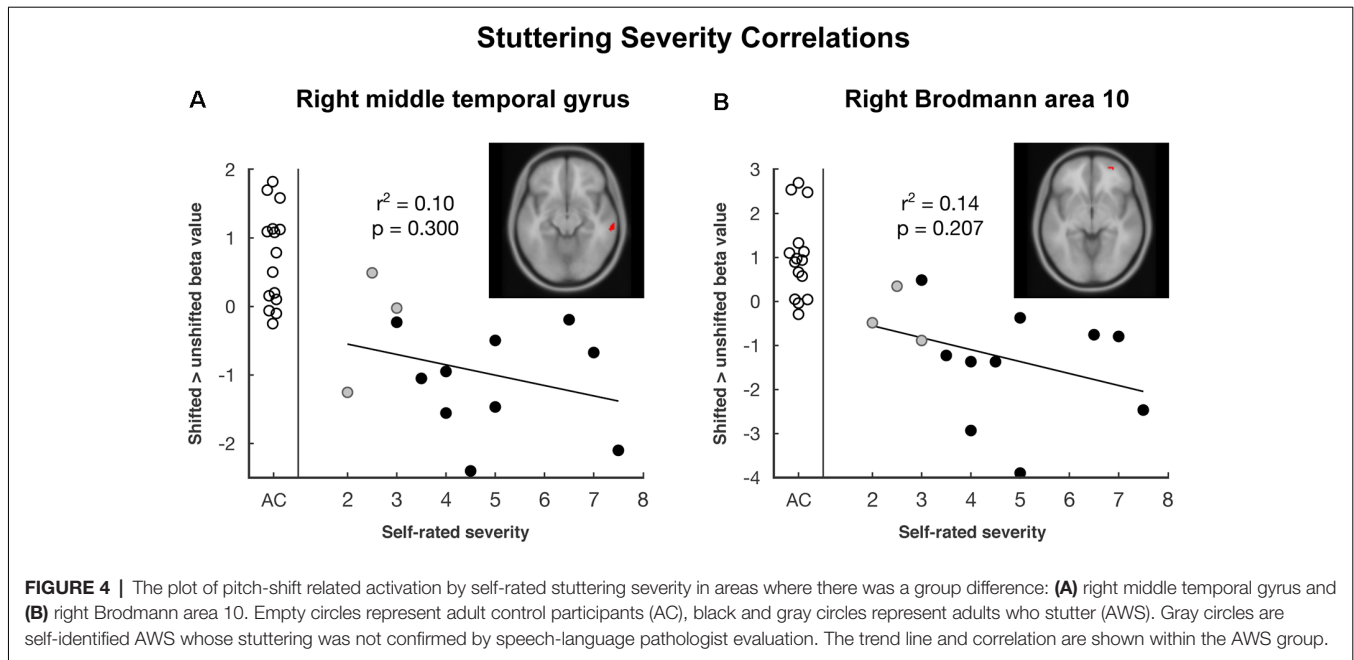 Stuttering Severity Correlations
A Right middle temporal gyrus
2
1
0
-1
-2
Shifted > unshifted beta value
r² = 0.10
p = 0.300
AC 2 3 4 5 6 7 8
Self-rated severity
B Right Brodmann area 10
3
2
1
0
-1
-2
-3
-4
Shifted > unshifted beta value
r² = 0.14
p = 0.207
AC 2 3 4 5 6 7 8
Self-rated severity
FIGURE 4 | The plot of pitch-shift related activation by self-rated stuttering severity in areas where there was a group difference: (A) right middle temporal gyrus and
(B) right Brodmann area 10. Empty circles represent adult control participants (AC), black and gray circles represent adults who stutter (AWS). Gray circles are
self-identified AWS whose stuttering was not confirmed by speech-language pathologist evaluation. The trend line and correlation are shown within the AWS group.